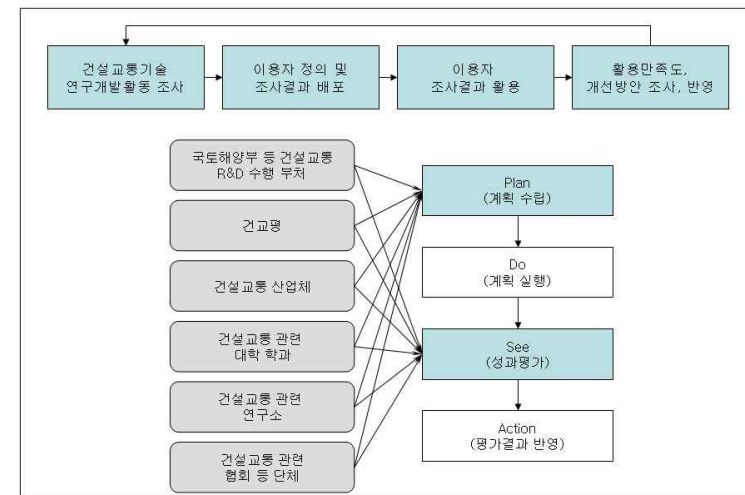 건설교통기술
연구개발활동 조사
이용자 정의 및
조사결과 배포
이용자
조사결과 활용
활용만족도,
개선방안 조사, 반영
국토해양부 등 건설교통
R&D 수행 부처
건교평
건설교통 산업체
건설교통 관련
대학 학과
건설교통 관련
연구소
건설교통 관련
협회 등 단체
Plan
(계획 수립)
Do
(계획 실행)
See
(성과평가)
Action
(평가결과 반영)